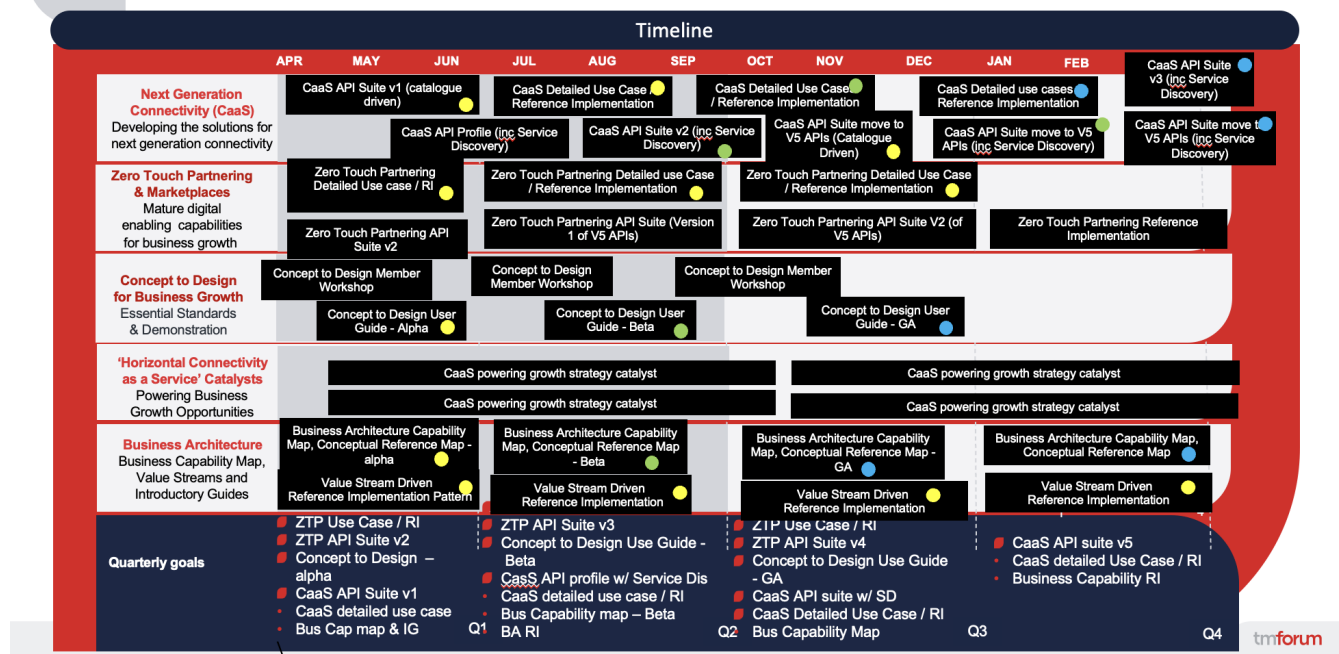 Timeline
APR MAY JUN JUL AUG SEP OCT NOV DEC JAN FEB
Next Generation
Connectivity (CaaS)
Developing the solutions for
next generation connectivity
CaaS API Suite v1 (catalogue
driven)
CaaS Detailed Use Case /
Reference Implementation
CaaS Detailed Use Case
/ Reference Implementation
CaaS Detailed use cases
Reference Implementation
CaaS API Suite
v3 (inc Service
Discovery)
CaaS API Profile (inc Service
Discovery)
CaaS API Suite v2 (inc Service
Discovery)
CaaS API Suite move to
V5 APIs (Catalogue
Driven)
CaaS API Suite move to V5
APIs (inc Service Discovery)
CaaS API Suite move to
V5 APIs (inc Service
Discovery)
Zero Touch Partnering
& Marketplaces
Mature digital
enabling capabilities
for business growth
Zero Touch Partnering
Detailed Use case / RI
Zero Touch Partnering Detailed use Case
/ Reference Implementation
Zero Touch Partnering Detailed Use Case
/ Reference Implementation
Zero Touch Partnering API
Suite v2
Zero Touch Partnering API Suite (Version
1 of V5 APIs)
Zero Touch Partnering API Suite V2 (of
V5 APIs)
Zero Touch Partnering Reference
Implementation
Concept to Design
for Business Growth
Essential Standards
& Demonstration
Concept to Design Member
Workshop
Concept to Design
Member Workshop
Concept to Design Member
Workshop
Concept to Design User
Guide - Alpha
Concept to Design User
Guide - Beta
Concept to Design User
Guide - GA
‘Horizontal Connectivity
as a Service’ Catalysts
Powering Business
Growth Opportunities
CaaS powering growth strategy catalyst
CaaS powering growth strategy catalyst
CaaS powering growth strategy catalyst
CaaS powering growth strategy catalyst
Business Architecture
Business Capability Map,
Value Streams and
Introductory Guides
Business Architecture Capability
Map, Conceptual Reference Map -
alpha
Business Architecture Capability
Map, Conceptual Reference Map
- Beta
Business Architecture Capability
Map, Conceptual Reference Map -
GA
Business Architecture Capability Map,
Conceptual Reference Map
Value Stream Driven
Reference Implementation Pattern
Value Stream Driven
Reference Implementation
Value Stream Driven
Reference Implementation
Value Stream Driven
Reference Implementation
Quarterly goals
ZTP Use Case / RI
ZTP API Suite v2
Concept to Design –
alpha
CaaS API Suite v1
CaaS detailed use case
Bus Cap map & IG
Q1
ZTP API Suite v3
Concept to Design Use Guide -
Beta
CasS API profile w/ Service Dis
CaaS detailed use case / RI
Bus Capability map – Beta
BA RI
Q2
ZTP Use Case / RI
ZTP API Suite v4
Concept to Design Use Guide
- GA
CaaS API suite w/ SD
CaaS Detailed Use Case / RI
Bus Capability Map
Q3
CaaS API suite v5
CaaS detailed Use Case / RI
Business Capability RI
Q4
tmforum